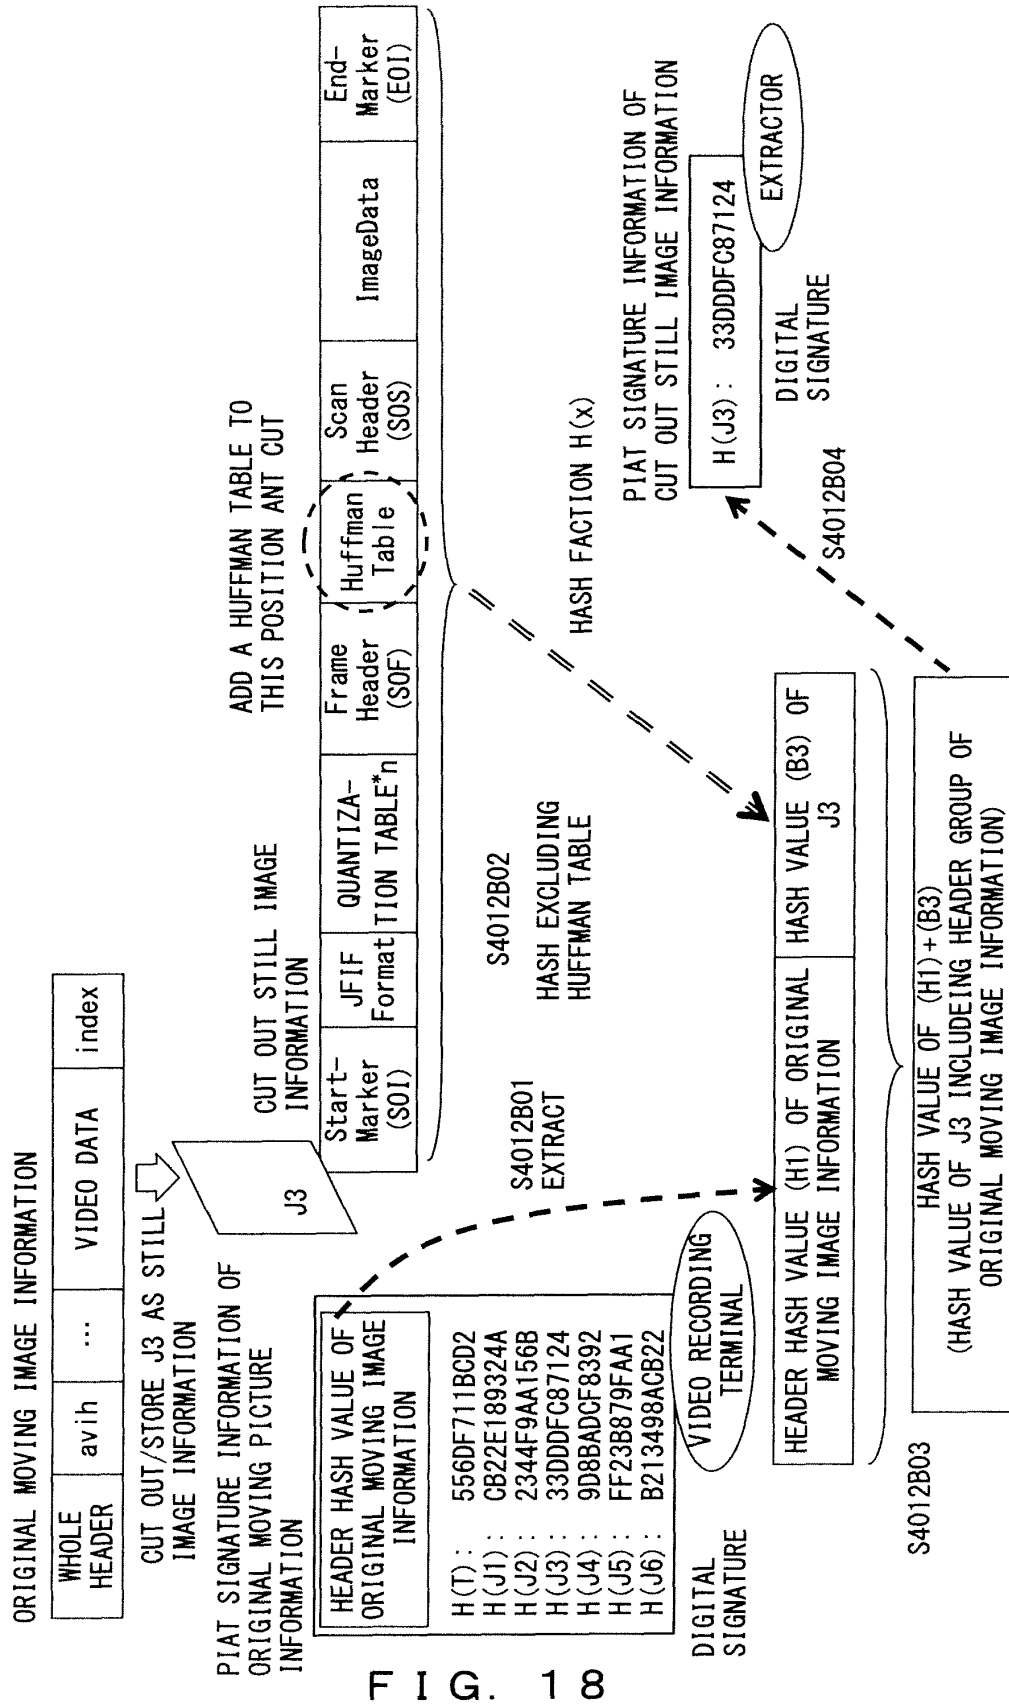 ORIGINAL MOVING IMAGE INFORMATION
WHOLE
HEADER
avih
...
VIDEO DATA
index
CUT OUT/STORE J3 AS STILL
IMAGE INFORMATION
J3
CUT OUT STILL IMAGE
INFORMATION
ADD A HUFFMAN TABLE TO
THIS POSITION ANT CUT
Start-
Marker
(SOI)
JFIF
Format
QUANTIZA-
TION TABLE*n
Frame
Header
(SOF)
Huffman
Table
Scan
Header
(SOS)
ImageData
End-
Marker
(EOI)
PIAT SIGNATURE INFORMATION OF
ORIGINAL MOVING PICTURE
INFORMATION
HEADER HASH VALUE OF
ORIGINAL MOVING IMAGE
INFORMATION
H(T): 556DF711BCD2
H(J1): CB22E189324A
H(J2): 2344F9AA156B
H(J3): 33DDDFC87124
H(J4): 9D8BADCF8392
H(J5): FF23B879FAA1
H(J6): B213498ACB22
DIGITAL
SIGNATURE
VIDEO RECORDING
TERMINAL
S4012B01
EXTRACT
S4012B02
HASH EXCLUDING
HUFFMAN TABLE
HASH FACTION H(x)
PIAT SIGNATURE INFORMATION OF
CUT OUT STILL IMAGE INFORMATION
H(J3): 33DDDFC87124
EXTRACTOR
DIGITAL
SIGNATURE
S4012B04
HEADER HASH VALUE (H1) OF ORIGINAL
MOVING IMAGE INFORMATION
HASH VALUE (B3) OF
J3
S4012B03
HASH VALUE OF (H1)+(B3)
(HASH VALUE OF J3 INCLUDEING HEADER GROUP OF
ORIGINAL MOVING IMAGE INFORMATION)
FIG. 18